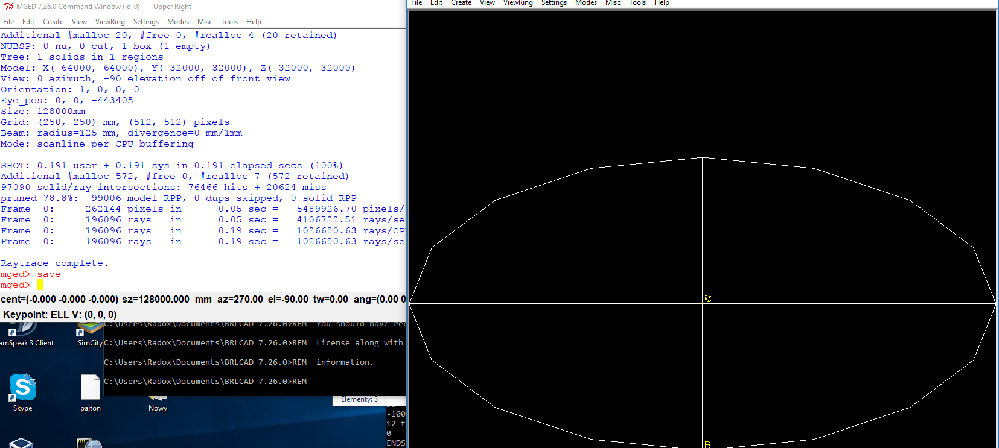 MGED 7.26.0 Command Window (id_0) - - Upper Right
File Edit Create View ViewRing Settings Modes Misc Tools Help
Additional #malloc=20, #free=0, #realloc=4 (20 retained)
NUBSP: 0 nu, 0 cut, 1 box (1 empty)
Tree: 1 solids in 1 regions
Model: X(-64000, 64000), Y(-32000, 32000), Z(-32000, 32000)
View: 0 azimuth, -90 elevation off of front view
Orientation: 1, 0, 0, 0
Eye_pos: 0, 0, -443405
Size: 128000mm
Grid: (250, 250) mm, (512, 512) pixels
Beam: radius=125 mm, divergence=0 mm/1mm
Mode: scanline-per-CPU buffering
SHOT: 0.191 user + 0.191 sys in 0.191 elapsed secs (100%)
Additional #malloc=572, #free=0, #realloc=7 (572 retained)
97090 solid/ray intersections: 76466 hits + 20624 miss
pruned 78.8%:  99006 model RPP, 0 dups skipped, 0 solid RPP
Frame  0:     262144 pixels in      0.05 sec =   5489926.70 pixels/
Frame  0:     196096 rays   in      0.05 sec =   4106722.51 rays/se
Frame  0:     196096 rays   in      0.19 sec =   1026680.63 rays/CP
Frame  0:     196096 rays   in      0.19 sec =   1026680.63 rays/se
Raytrace complete.
mged> save
mged>
cent=(-0.000 -0.000 -0.000) sz=128000.000 mm az=270.00 el=-90.00 tw=0.00 ang=(0.00 0
Keypoint: ELL V: (0, 0, 0)
C:\Users\Radox\Documents\BRLCAD 7.26.0>REM  You should have rec
C:\Users\Radox\Documents\BRLCAD 7.26.0>REM  License along with
C:\Users\Radox\Documents\BRLCAD 7.26.0>REM  information.
C:\Users\Radox\Documents\BRLCAD 7.26.0>REM
amSpeak 3 Client
SimCity
Skype
pajton
Nowy
Elementy: 3
-100
12 t
0
ENDS
File Edit Create View ViewRing Settings Modes Misc Tools Help
B